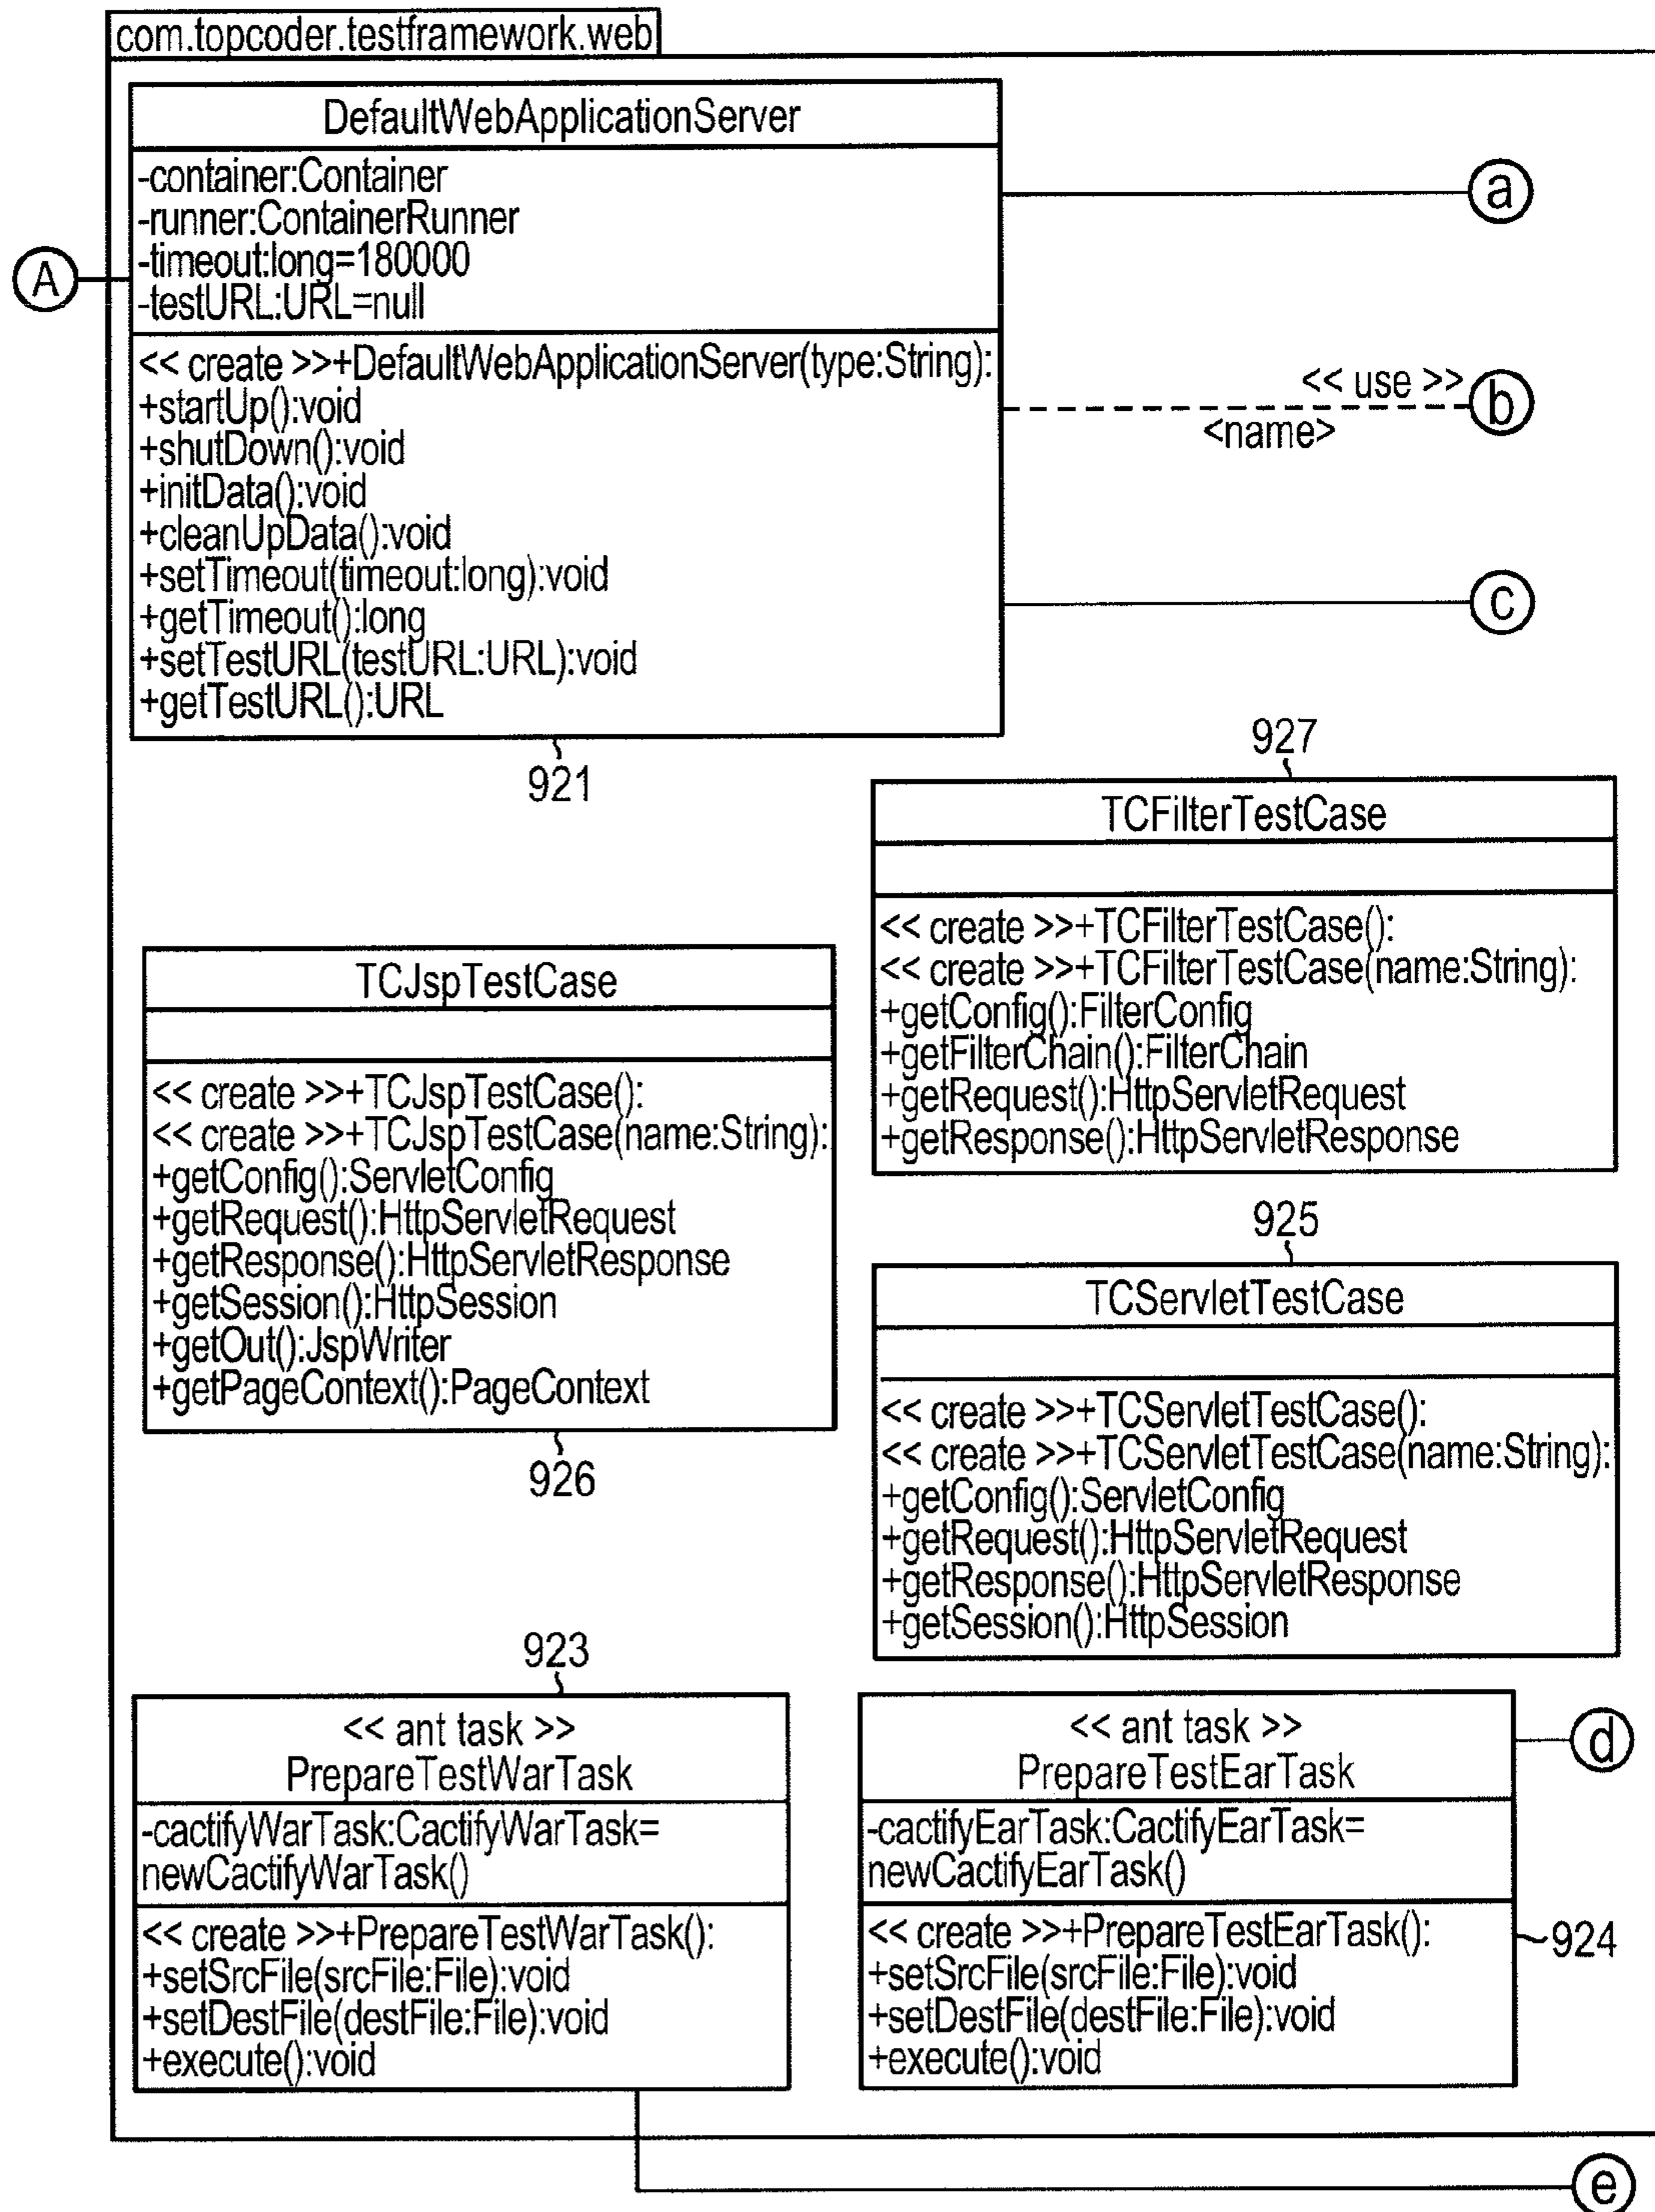 com.topcoder.testframework.web
DefaultWebApplicationServer
-container:Container
-runner:ContainerRunner
-timeout:long=180000
-testURL:URL=null
<< create >>+DefaultWebApplicationServer(type:String):
+startUp():void
+shutDown():void
+initData():void
+cleanUpData():void
+setTimeout(timeout:long):void
+getTimeout():long
+setTestURL(testURL:URL):void
+getTestURL():URL
921
A
a
<< use >>
<name>
b
c
927
TCFilterTestCase
<< create >>+TCFilterTestCase():
<< create >>+TCFilterTestCase(name:String):
+getConfig():FilterConfig
+getFilterChain():FilterChain
+getRequest():HttpServletRequest
+getResponse():HttpServletResponse
TCJspTestCase
<< create >>+TCJspTestCase():
<< create >>+TCJspTestCase(name:String):
+getConfig():ServletConfig
+getRequest():HttpServletRequest
+getResponse():HttpServletResponse
+getSession():HttpSession
+getOut():JspWriter
+getPageContext():PageContext
926
925
TCServletTestCase
<< create >>+TCServletTestCase():
<< create >>+TCServletTestCase(name:String):
+getConfig():ServletConfig
+getRequest():HttpServletRequest
+getResponse():HttpServletResponse
+getSession():HttpSession
923
<< ant task >>
PrepareTestWarTask
-cactifyWarTask:CactifyWarTask=
newCactifyWarTask()
<< create >>+PrepareTestWarTask():
+setSrcFile(srcFile:File):void
+setDestFile(destFile:File):void
+execute():void
<< ant task >>
PrepareTestEarTask
-cactifyEarTask:CactifyEarTask=
newCactifyEarTask()
<< create >>+PrepareTestEarTask():
+setSrcFile(srcFile:File):void
+setDestFile(destFile:File):void
+execute():void
d
924
e